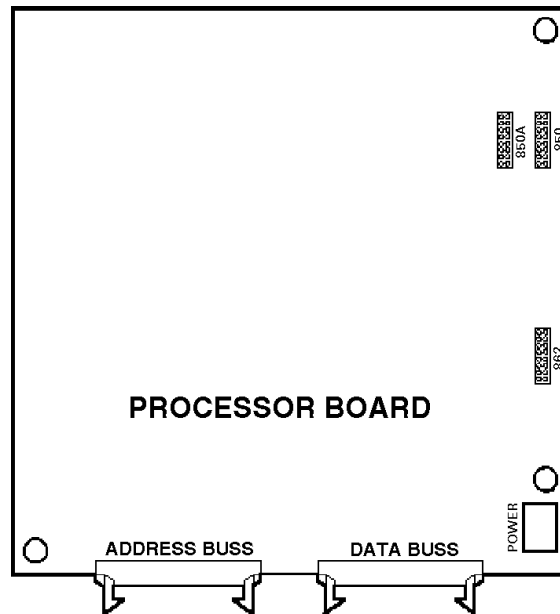 850A
850
862
PROCESSOR BOARD
POWER
ADDRESS BUSS
DATA BUSS